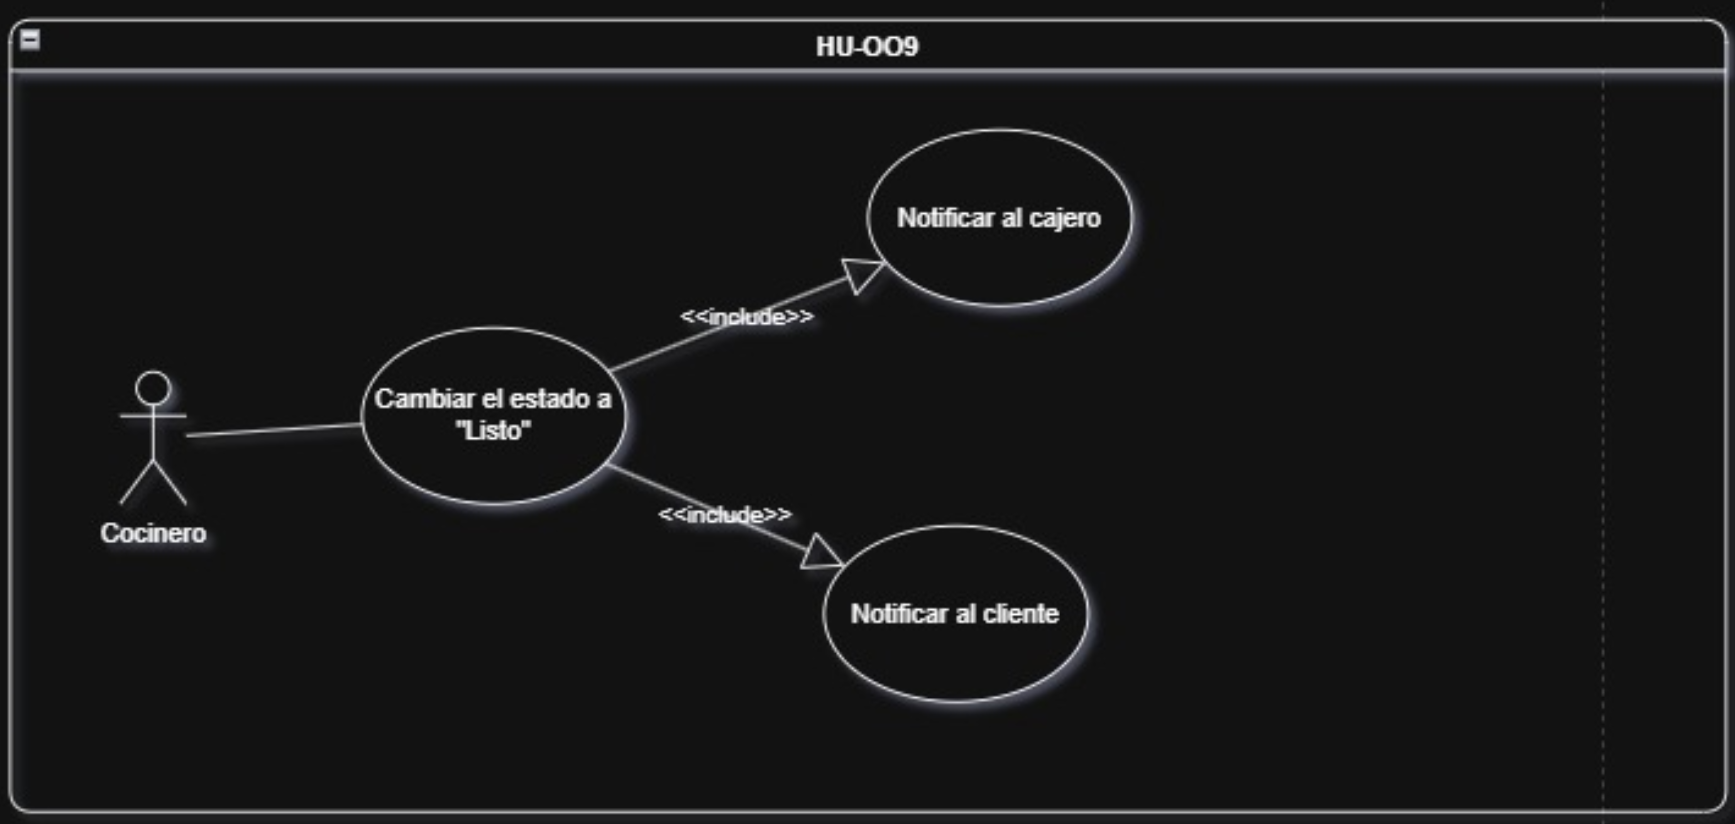 HU-OO9
Notificar al cajero
<<include>>
Cambiar el estado a
"Listo"
Cocinero
<<include>>
Notificar al cliente